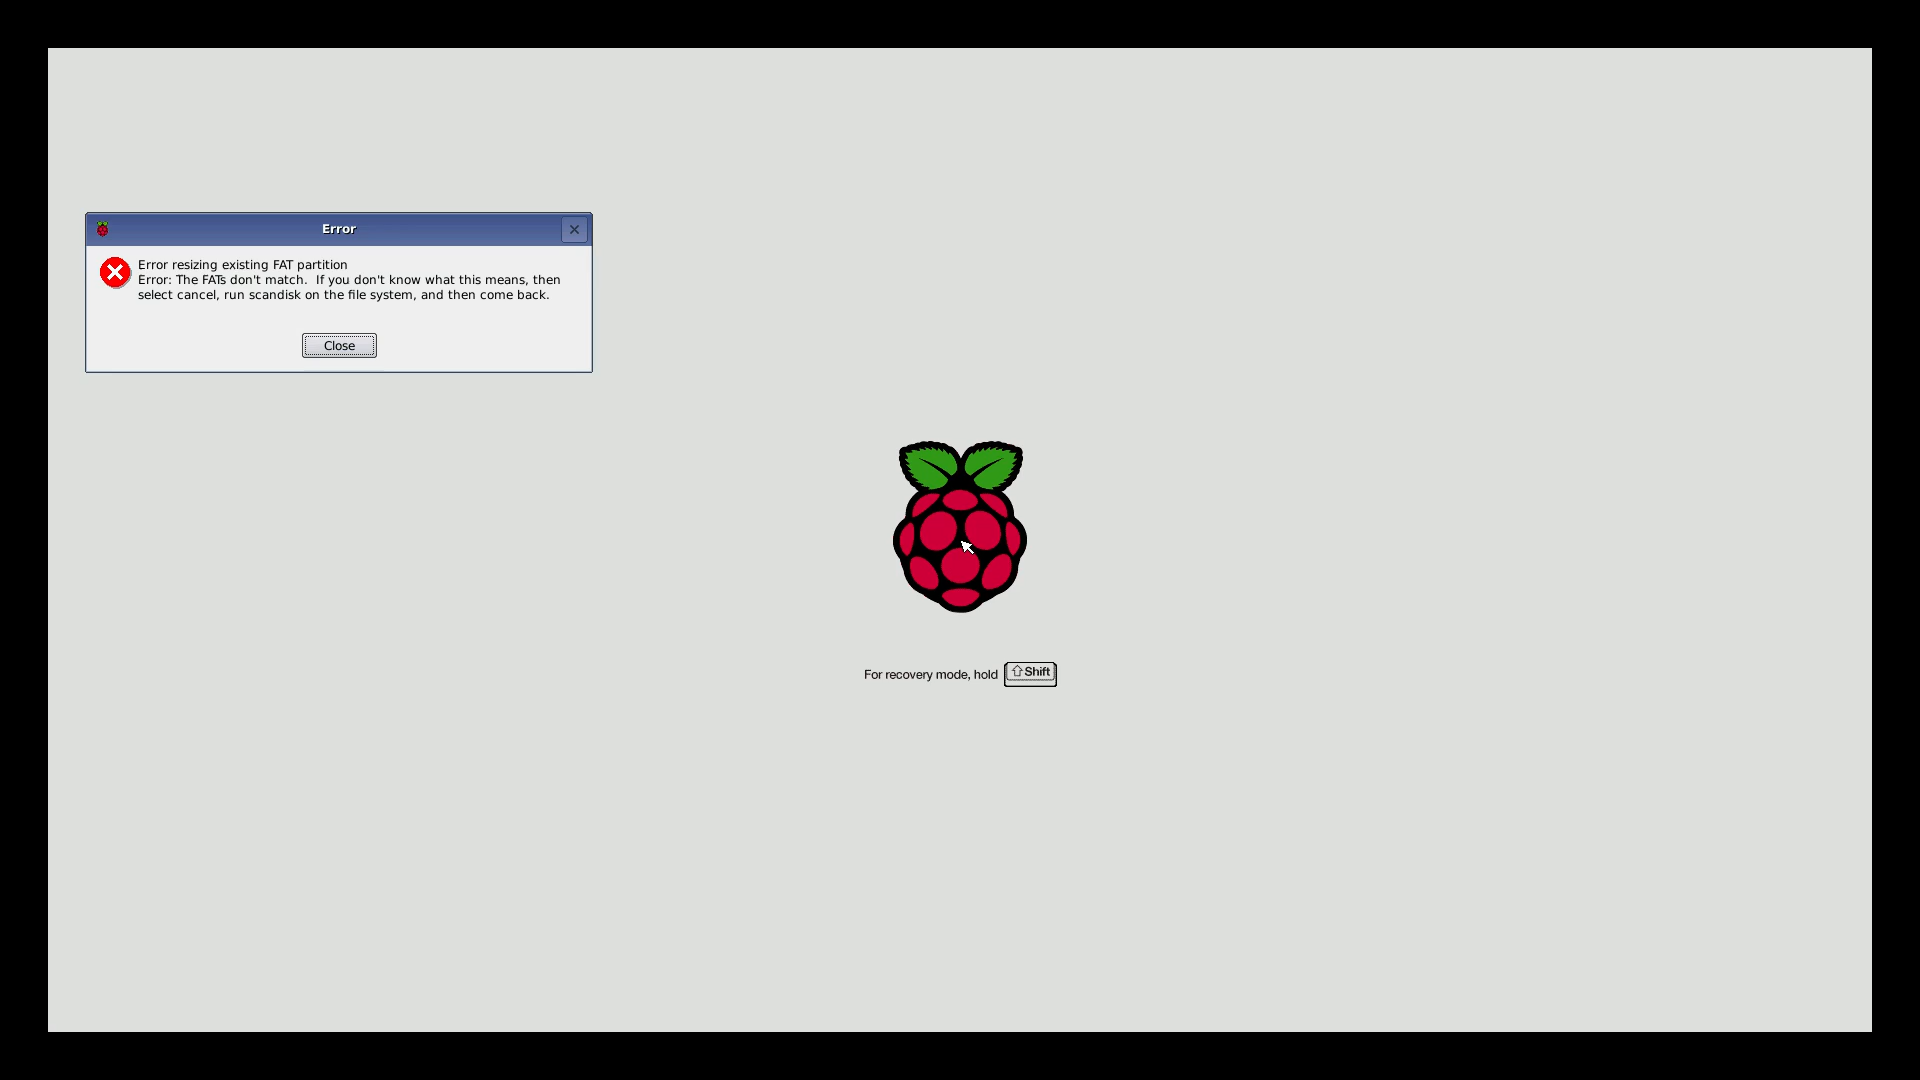 Error
Error resizing existing FAT partition
Error: The FATs don't match.  If you don't know what this means, then
select cancel, run scandisk on the file system, and then come back.
Close
For recovery mode, hold ⇧Shift